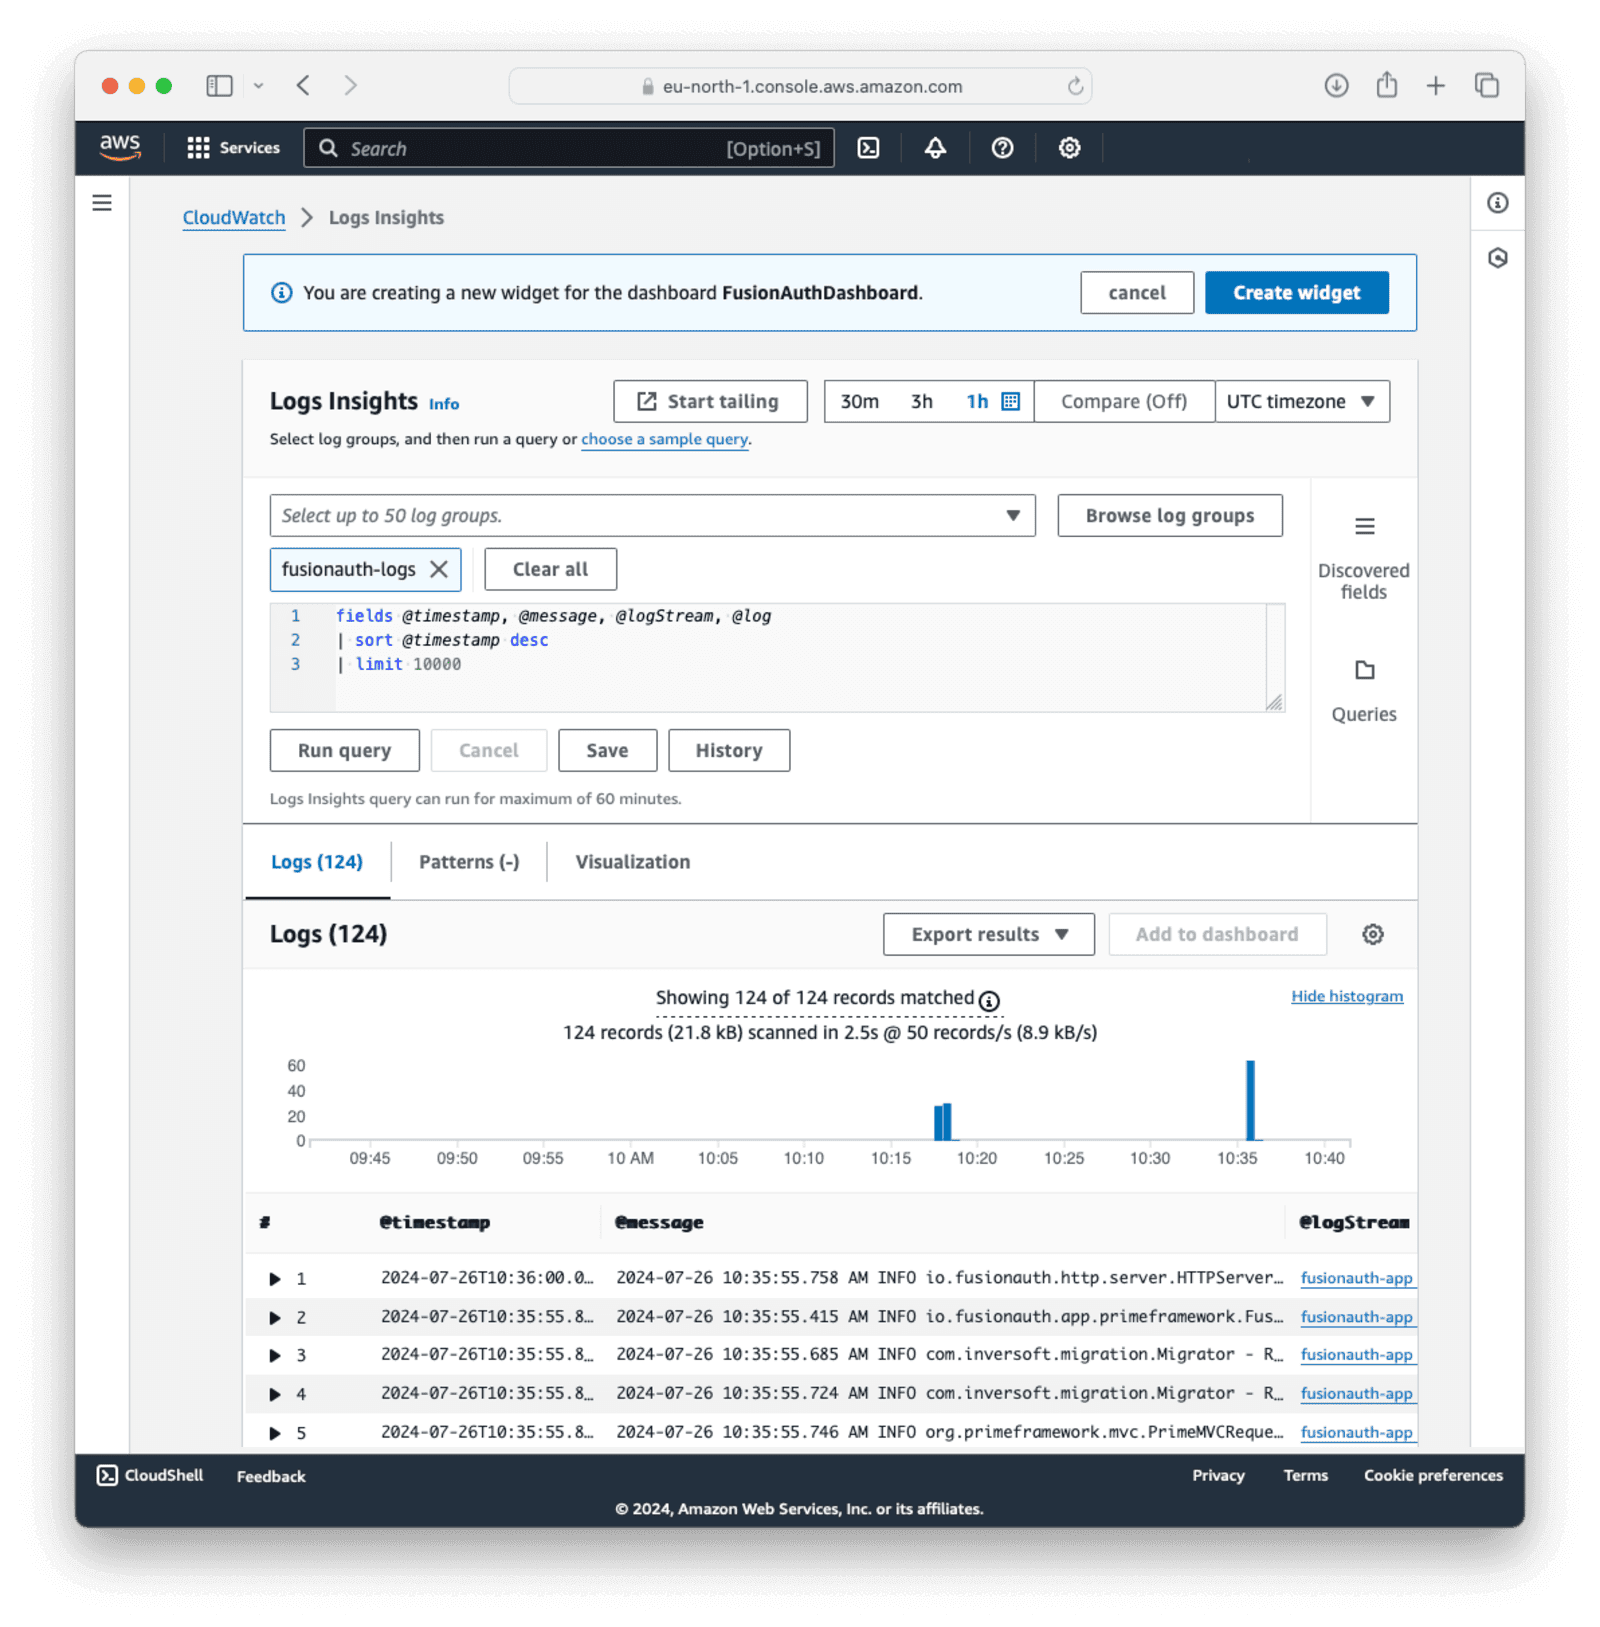 eu-north-1.console.aws.amazon.com
aws Services Search [Option+S]
CloudWatch > Logs Insights
You are creating a new widget for the dashboard FusionAuthDashboard. cancel Create widget
Logs Insights Info Start tailing 30m 3h 1h Compare (Off) UTC timezone
Select log groups, and then run a query or choose a sample query.
Select up to 50 log groups. Browse log groups
Discovered
fields
fusionauth-logs Clear all
1 fields @timestamp, @message, @logStream, @log
2 | sort @timestamp desc
3 | limit 10000
Queries
Run query Cancel Save History
Logs Insights query can run for maximum of 60 minutes.
Logs (124) Patterns (-) Visualization
Logs (124) Export results Add to dashboard
Showing 124 of 124 records matched Hide histogram
124 records (21.8 kB) scanned in 2.5s @ 50 records/s (8.9 kB/s)
60
40
20
0
09:45 09:50 09:55 10 AM 10:05 10:10 10:15 10:20 10:25 10:30 10:35 10:40
# @timestamp @message @logStream
1 2024-07-26T10:36:00.0… 2024-07-26 10:35:55.758 AM INFO io.fusionauth.http.server.HTTPServer… fusionauth-app
2 2024-07-26T10:35:55.8… 2024-07-26 10:35:55.415 AM INFO io.fusionauth.app.primeframework.Fus… fusionauth-app
3 2024-07-26T10:35:55.8… 2024-07-26 10:35:55.685 AM INFO com.inversoft.migration.Migrator - R… fusionauth-app
4 2024-07-26T10:35:55.8… 2024-07-26 10:35:55.724 AM INFO com.inversoft.migration.Migrator - R… fusionauth-app
5 2024-07-26T10:35:55.8… 2024-07-26 10:35:55.746 AM INFO org.primeframework.mvc.PrimeMVCReque… fusionauth-app
CloudShell Feedback Privacy Terms Cookie preferences
© 2024, Amazon Web Services, Inc. or its affiliates.